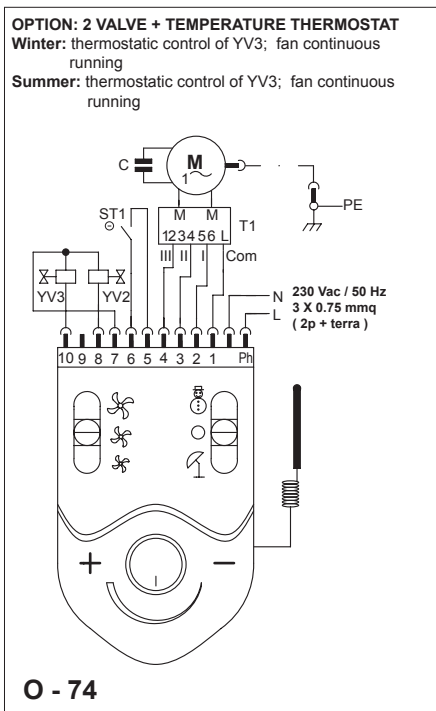 OPTION: 2 VALVE + TEMPERATURE THERMOSTAT
Winter: thermostatic control of YV3; fan continuous
running
Summer: thermostatic control of YV3; fan continuous
running
C
M
1~
PE
ST1
M M
T1
123456 L
III II I Com
YV3 YV2
N 230 Vac / 50 Hz
L 3 X 0.75 mmq
( 2p + terra )
10 9 8 7 6 5 4 3 2 1 Ph
+ −
O - 74